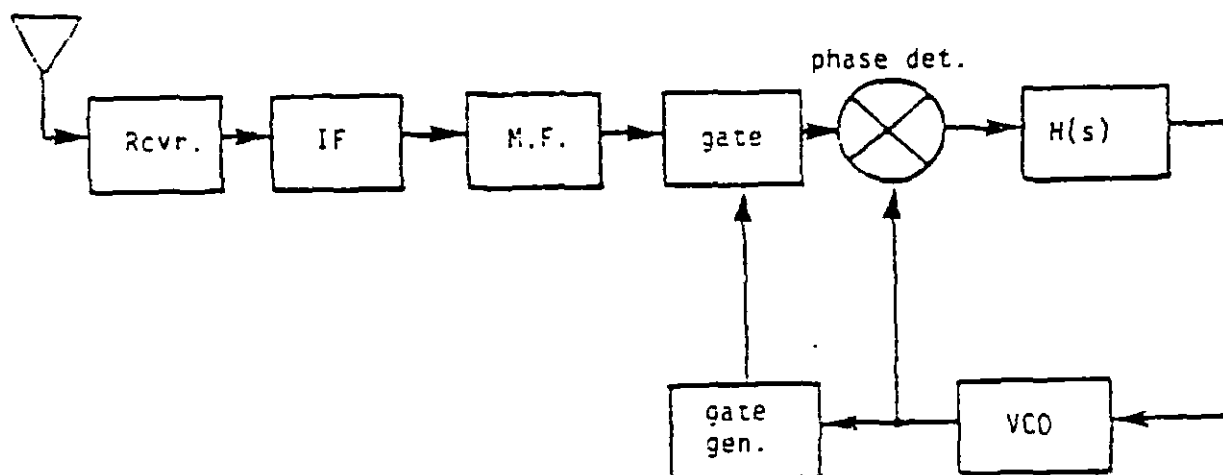 phase det.
Rcvr.
IF
M.F.
gate
H(s)
gate
gen.
VCO